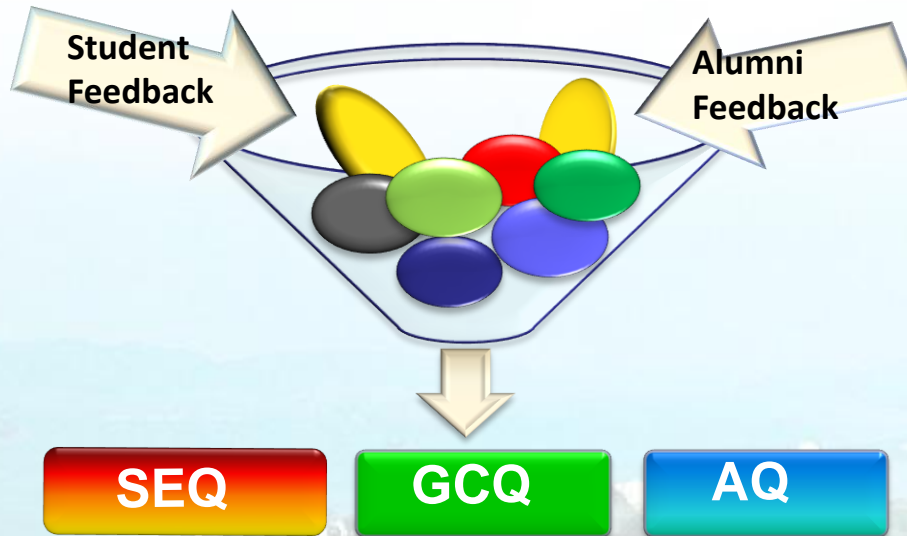 Student
Feedback
Alumni
Feedback
SEQ
GCQ
AQ